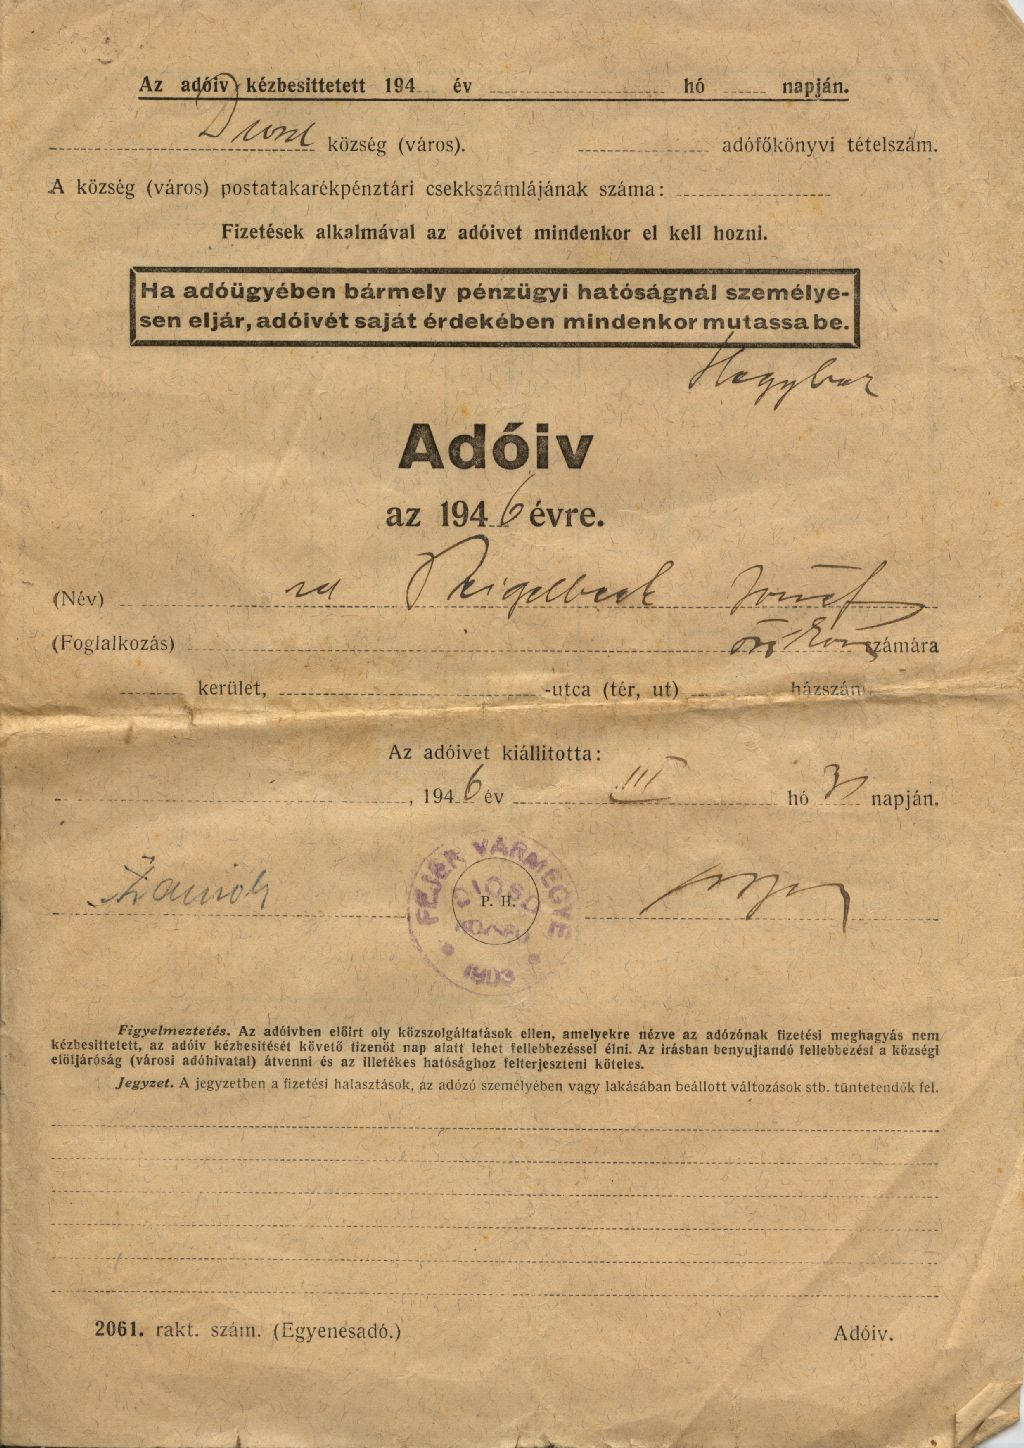 Az adóiv kézbesittetett 194 év hó napján.
község (város). adófőkönyvi tételszám.
A község (város) postatakarékpénztári csekkszámlájának száma:
Fizetések alkalmával az adóivet mindenkor el kell hozni.
Ha adóügyében bármely pénzügyi hatóságnál személye-
sen eljár, adóivét saját érdekében mindenkor mutassa be.
Adóiv
az 1946 évre.
(Név) József
(Foglalkozás) számára
kerület, -utca (tér, ut) házszám
Az adóivet kiállitotta:
, 1946 év III hó napján.
FEJÉR VÁRMEGYE
DIÓSD
P. H.
1903
Figyelmeztetés. Az adóivben előirt oly közszolgáltatások ellen, amelyekre nézve az adózónak fizetési meghagyás nem
kézbesittetett, az adóiv kézbesitését követő tizenöt nap alatt lehet fellebbezéssel élni. Az irásban benyujtandó fellebbezést a községi
elöljáróság (városi adóhivatal) átvenni és az illetékes hatósághoz felterjeszteni köteles.
Jegyzet. A jegyzetben a fizetési halasztások, az adózó személyében vagy lakásában beállott változások stb. tüntetendők fel.
2061. rakt. szám. (Egyenesadó.) Adóiv.